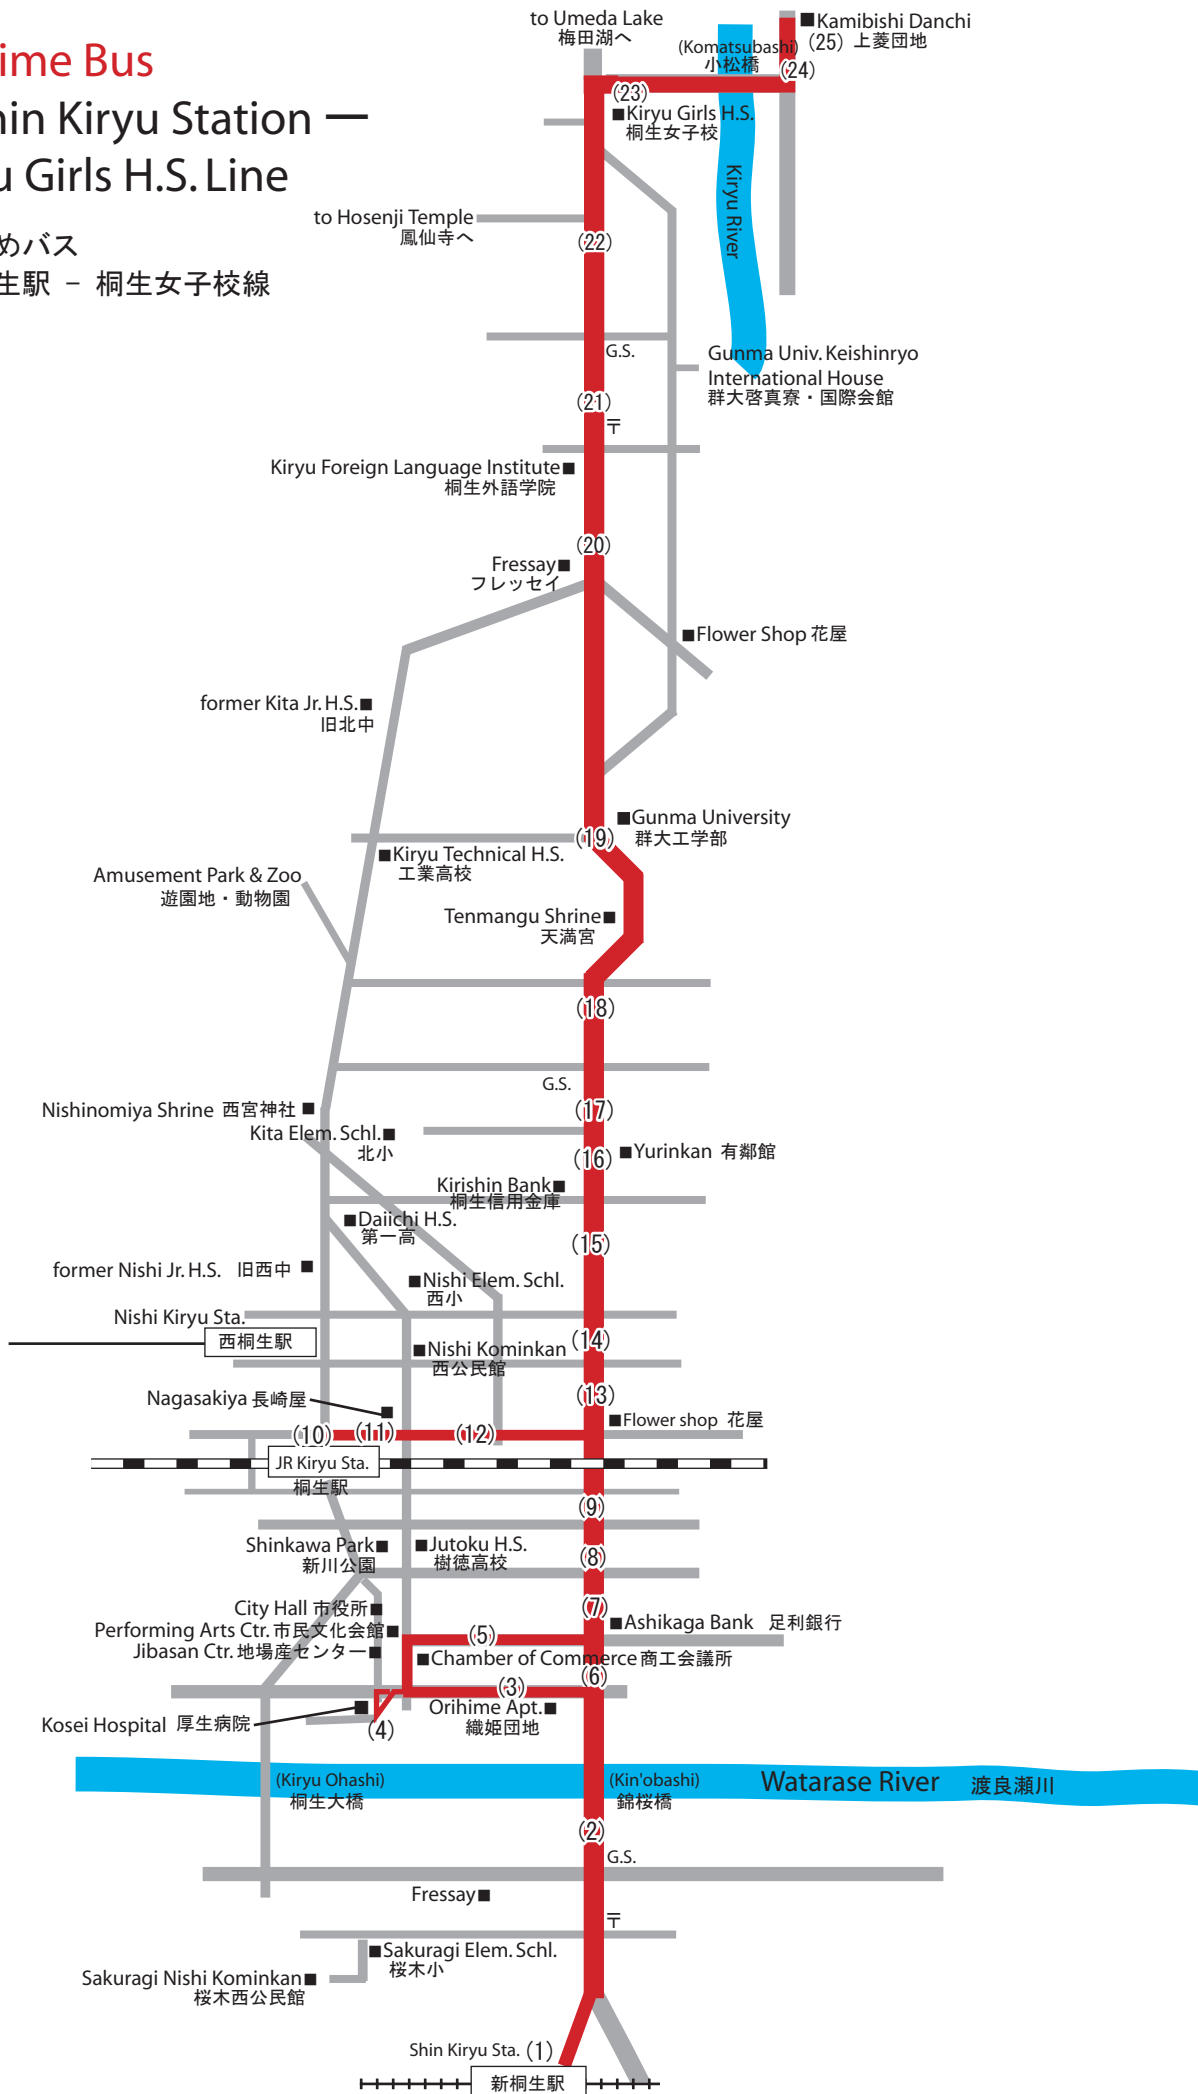 to Umeda Lake
梅田湖へ
■Kamibishi Danchi
(25) 上菱団地
(Komatsubashi)
小松橋
(24)
ime Bus
hin Kiryu Station —
u Girls H.S. Line
めバス
生駅 － 桐生女子校線
(23)
■Kiryu Girls H.S.
桐生女子校
Kiryu River
to Hosenji Temple
鳳仙寺へ
(22)
G.S.
Gunma Univ. Keishinryo
International House
群大啓真寮・国際会館
(21)
〒
Kiryu Foreign Language Institute■
桐生外語学院
(20)
Fressay■
フレッセイ
■Flower Shop 花屋
former Kita Jr. H.S.■
旧北中
■Gunma University
群大工学部
(19)
■Kiryu Technical H.S.
工業高校
Amusement Park & Zoo
遊園地・動物園
Tenmangu Shrine■
天満宮
(18)
G.S.
(17)
Nishinomiya Shrine 西宮神社 ■
Kita Elem. Schl.■
北小
(16)
■Yurinkan 有鄰館
Kirishin Bank■
桐生信用金庫
■Daiichi H.S.
第一高
(15)
former Nishi Jr. H.S. 旧西中 ■
■Nishi Elem. Schl.
西小
Nishi Kiryu Sta.
西桐生駅
(14)
■Nishi Kominkan
西公民館
(13)
Nagasakiya 長崎屋
■Flower shop 花屋
(10)
(11)
(12)
JR Kiryu Sta.
桐生駅
(9)
Shinkawa Park■
新川公園
■Jutoku H.S.
樹徳高校
(8)
City Hall 市役所■
(7)
Performing Arts Ctr. 市民文化会館■
■Ashikaga Bank 足利銀行
(5)
Jibasan Ctr. 地場産センター■
■Chamber of Commerce 商工会議所
(6)
(3)
Orihime Apt.■
織姫団地
Kosei Hospital 厚生病院
(4)
(Kiryu Ohashi)
桐生大橋
(Kin'obashi)
錦桜橋
Watarase River 渡良瀬川
(2)
G.S.
Fressay■
〒
■Sakuragi Elem. Schl.
桜木小
Sakuragi Nishi Kominkan■
桜木西公民館
Shin Kiryu Sta. (1)
新桐生駅